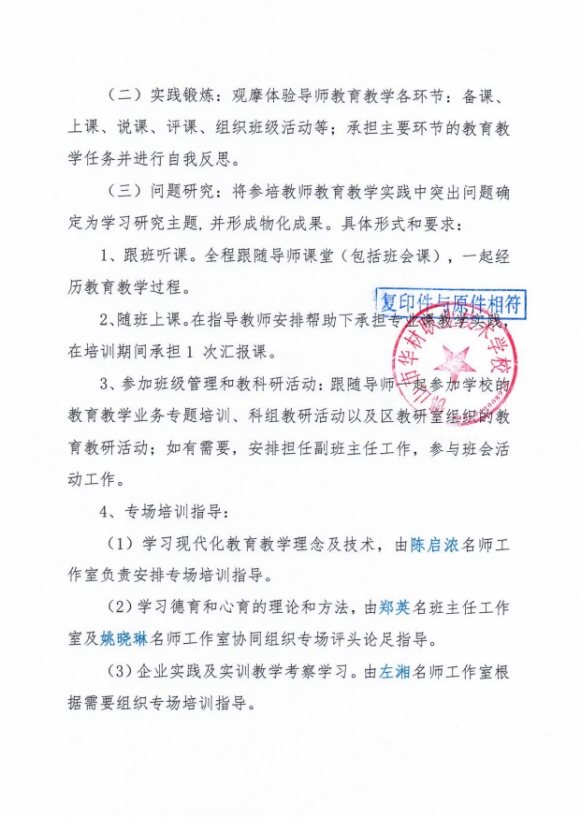 （二）实践锻炼：观摩体验导师教育教学各环节：备课、
上课、说课、评课、组织班级活动等；承担主要环节的教育教
学任务并进行自我反思。
（三）问题研究：将参培教师教育教学实践中突出问题确
定为学习研究主题,并形成物化成果。具体形式和要求：
1、跟班听课。全程跟随导师课堂（包括班会课），一起经
历教育教学过程。
复印件与原件相符
2、随班上课。在指导教师安排帮助下承担专业课教学实践，
在培训期间承担 1 次汇报课。
山市华材职业技术学校
3、参加班级管理和教科研活动：跟随导师一起参加学校的
教育教学业务专题培训、科组教研活动以及区教研室组织的教
育教研活动；如有需要，安排担任副班主任工作，参与班会活
动工作。
4、专场培训指导：
（1）学习现代化教育教学理念及技术，由陈启浓名师工
作室负责安排专场培训指导。
（2）学习德育和心育的理论和方法，由郑英名班主任工作
室及姚晓琳名师工作室协同组织专场评头论足指导。
（3）企业实践及实训教学考察学习。由左湘名师工作室根
据需要组织专场培训指导。